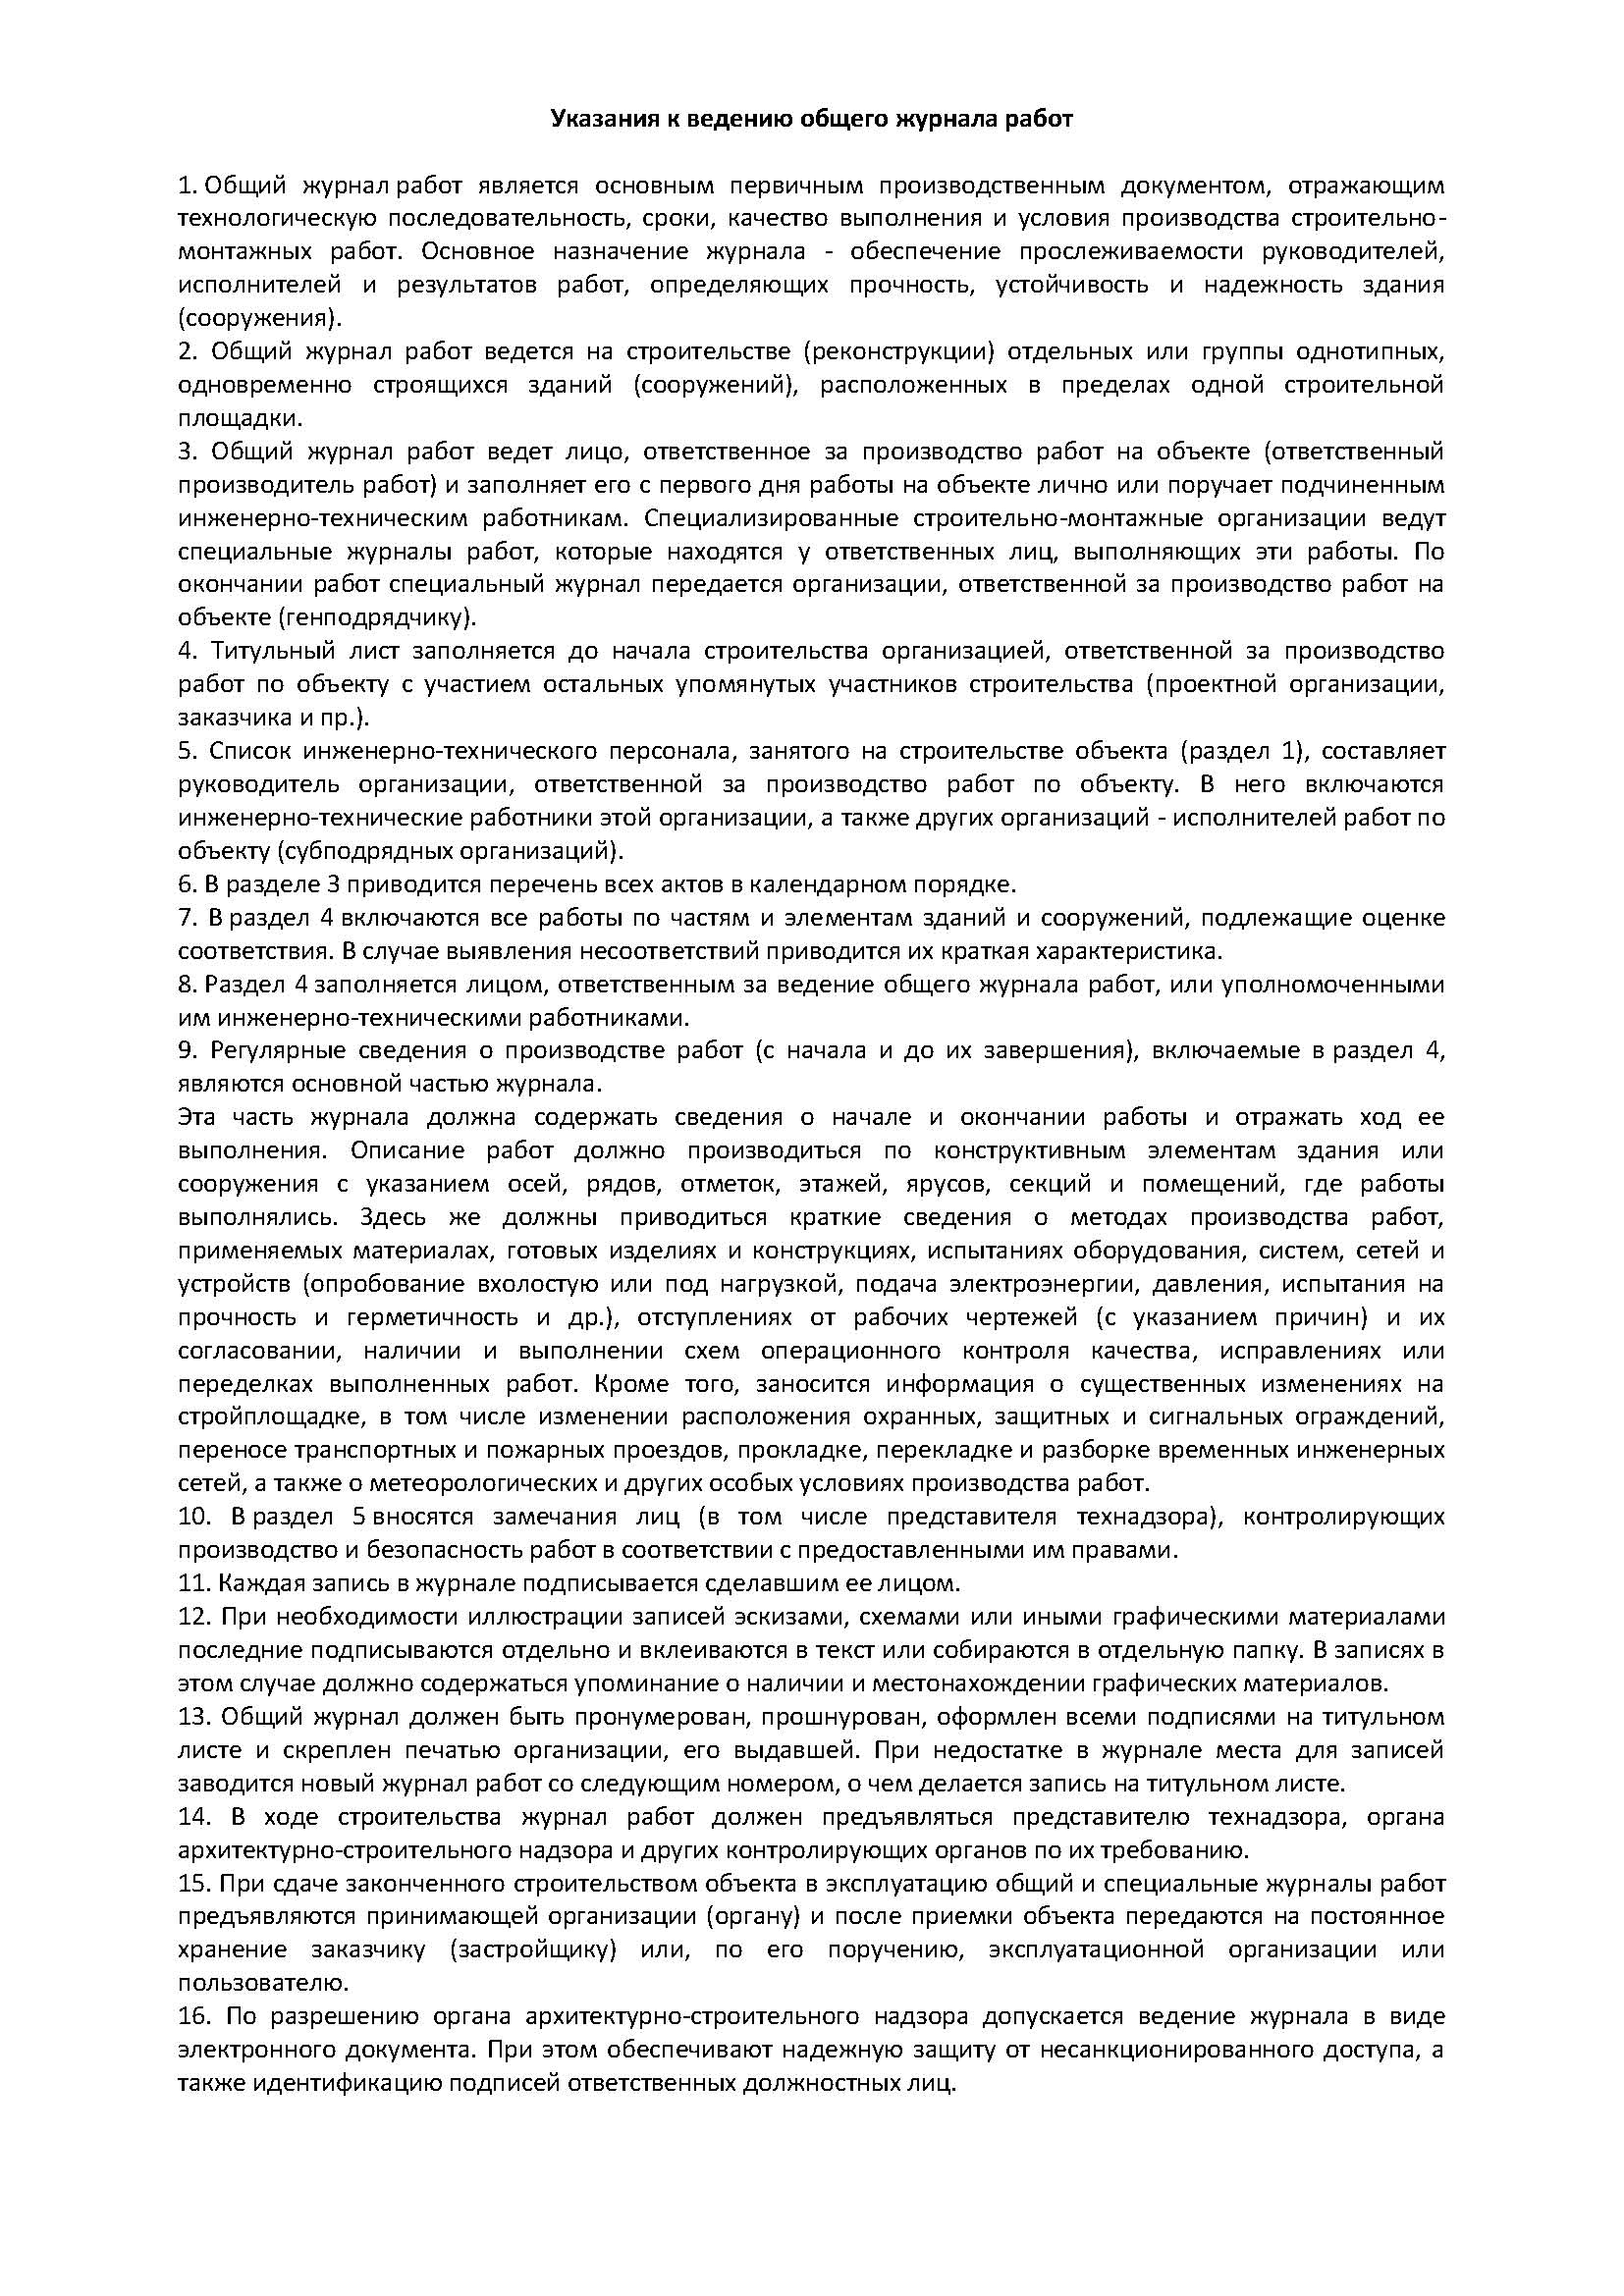 Указания к ведению общего журнала работ
1. Общий журнал работ является основным первичным производственным документом, отражающим
технологическую последовательность, сроки, качество выполнения и условия производства строительно-
монтажных работ. Основное назначение журнала - обеспечение прослеживаемости руководителей,
исполнителей и результатов работ, определяющих прочность, устойчивость и надежность здания
(сооружения).
2. Общий журнал работ ведется на строительстве (реконструкции) отдельных или группы однотипных,
одновременно строящихся зданий (сооружений), расположенных в пределах одной строительной
площадки.
3. Общий журнал работ ведет лицо, ответственное за производство работ на объекте (ответственный
производитель работ) и заполняет его с первого дня работы на объекте лично или поручает подчиненным
инженерно-техническим работникам. Специализированные строительно-монтажные организации ведут
специальные журналы работ, которые находятся у ответственных лиц, выполняющих эти работы. По
окончании работ специальный журнал передается организации, ответственной за производство работ на
объекте (генподрядчику).
4. Титульный лист заполняется до начала строительства организацией, ответственной за производство
работ по объекту с участием остальных упомянутых участников строительства (проектной организации,
заказчика и пр.).
5. Список инженерно-технического персонала, занятого на строительстве объекта (раздел 1), составляет
руководитель организации, ответственной за производство работ по объекту. В него включаются
инженерно-технические работники этой организации, а также других организаций - исполнителей работ по
объекту (субподрядных организаций).
6. В разделе 3 приводится перечень всех актов в календарном порядке.
7. В раздел 4 включаются все работы по частям и элементам зданий и сооружений, подлежащие оценке
соответствия. В случае выявления несоответствий приводится их краткая характеристика.
8. Раздел 4 заполняется лицом, ответственным за ведение общего журнала работ, или уполномоченными
им инженерно-техническими работниками.
9. Регулярные сведения о производстве работ (с начала и до их завершения), включаемые в раздел 4,
являются основной частью журнала.
Эта часть журнала должна содержать сведения о начале и окончании работы и отражать ход ее
выполнения. Описание работ должно производиться по конструктивным элементам здания или
сооружения с указанием осей, рядов, отметок, этажей, ярусов, секций и помещений, где работы
выполнялись. Здесь же должны приводиться краткие сведения о методах производства работ,
применяемых материалах, готовых изделиях и конструкциях, испытаниях оборудования, систем, сетей и
устройств (опробование вхолостую или под нагрузкой, подача электроэнергии, давления, испытания на
прочность и герметичность и др.), отступлениях от рабочих чертежей (с указанием причин) и их
согласовании, наличии и выполнении схем операционного контроля качества, исправлениях или
переделках выполненных работ. Кроме того, заносится информация о существенных изменениях на
стройплощадке, в том числе изменении расположения охранных, защитных и сигнальных ограждений,
переносе транспортных и пожарных проездов, прокладке, перекладке и разборке временных инженерных
сетей, а также о метеорологических и других особых условиях производства работ.
10. В раздел 5 вносятся замечания лиц (в том числе представителя технадзора), контролирующих
производство и безопасность работ в соответствии с предоставленными им правами.
11. Каждая запись в журнале подписывается сделавшим ее лицом.
12. При необходимости иллюстрации записей эскизами, схемами или иными графическими материалами
последние подписываются отдельно и вклеиваются в текст или собираются в отдельную папку. В записях в
этом случае должно содержаться упоминание о наличии и местонахождении графических материалов.
13. Общий журнал должен быть пронумерован, прошнурован, оформлен всеми подписями на титульном
листе и скреплен печатью организации, его выдавшей. При недостатке в журнале места для записей
заводится новый журнал работ со следующим номером, о чем делается запись на титульном листе.
14. В ходе строительства журнал работ должен предъявляться представителю технадзора, органа
архитектурно-строительного надзора и других контролирующих органов по их требованию.
15. При сдаче законченного строительством объекта в эксплуатацию общий и специальные журналы работ
предъявляются принимающей организации (органу) и после приемки объекта передаются на постоянное
хранение заказчику (застройщику) или, по его поручению, эксплуатационной организации или
пользователю.
16. По разрешению органа архитектурно-строительного надзора допускается ведение журнала в виде
электронного документа. При этом обеспечивают надежную защиту от несанкционированного доступа, а
также идентификацию подписей ответственных должностных лиц.